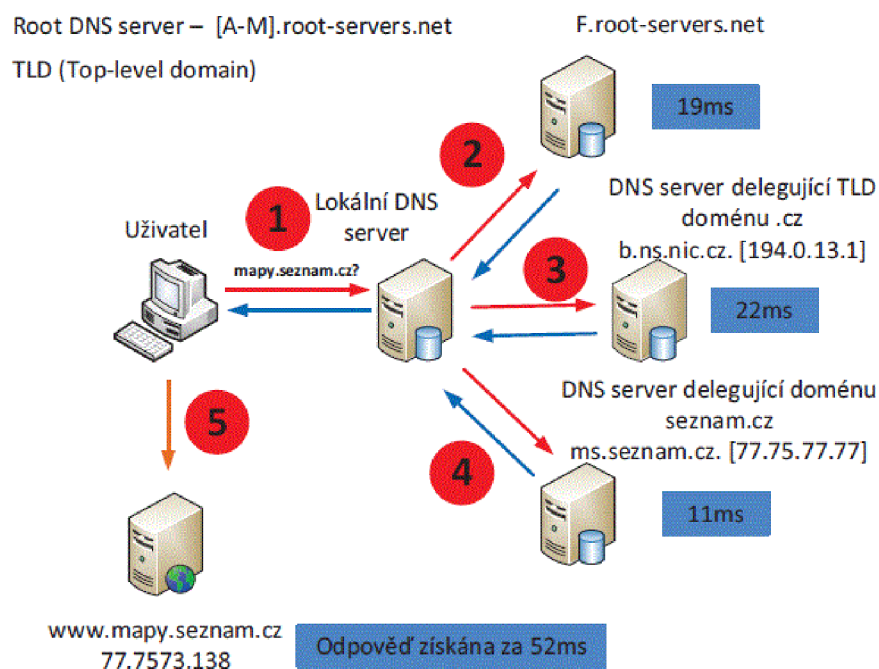 Root DNS server – [A-M].root-servers.net
F.root-servers.net
TLD (Top-level domain)
19ms
2
1
Lokální DNS
server
Uživatel
mapy.seznam.cz?
DNS server delegující TLD
doménu .cz
b.ns.nic.cz. [194.0.13.1]
3
22ms
DNS server delegující doménu
seznam.cz
ms.seznam.cz. [77.75.77.77]
5
4
11ms
www.mapy.seznam.cz
77.7573.138
Odpověď získána za 52ms